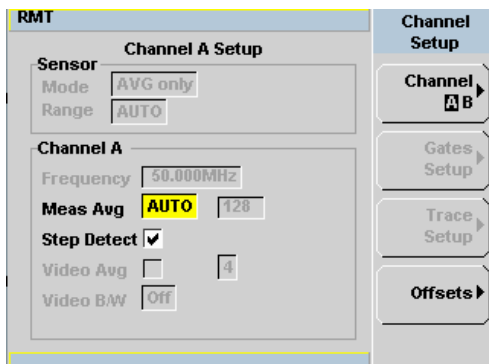 RMT
Channel A Setup
Sensor
Mode AVG only
Range AUTO
Channel A
Frequency 50.000MHz
Meas Avg AUTO 128
Step Detect
Video Avg 4
Video B/W Off
Channel
Setup
Channel
A B
Gates
Setup
Trace
Setup
Offsets